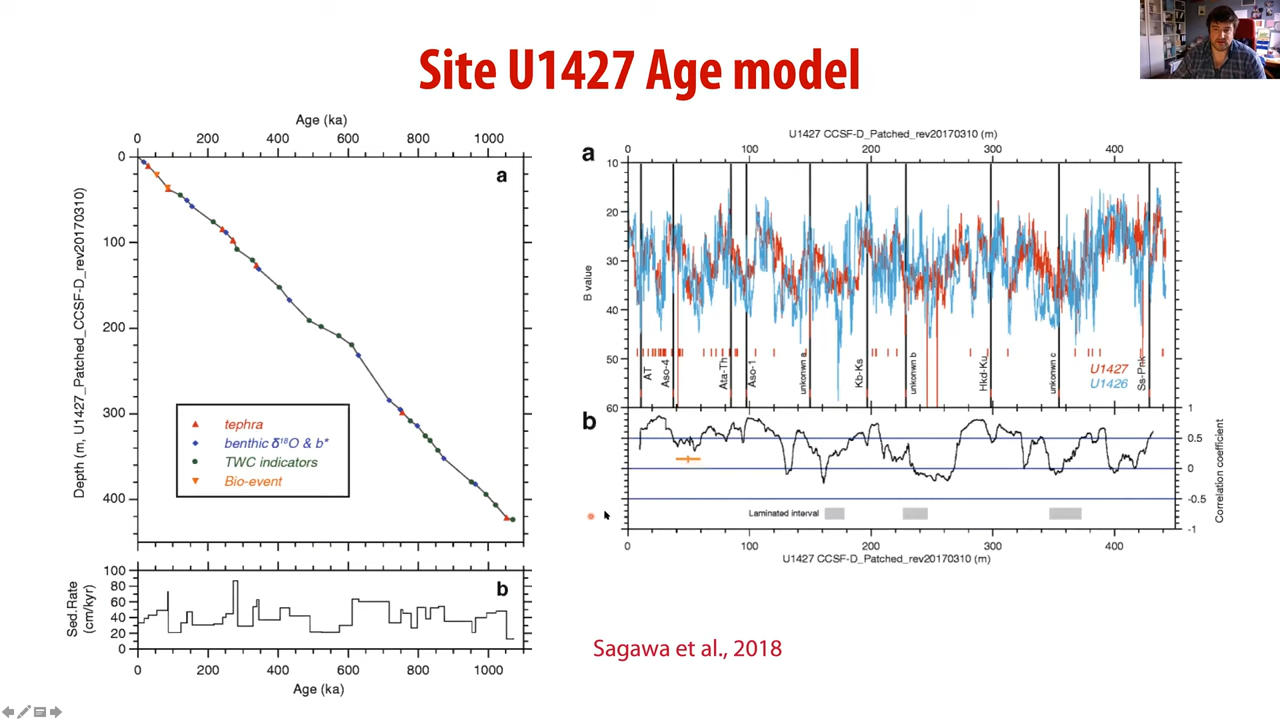 Site U1427 Age model
Age (ka)
0 200 400 600 800 1000
Depth (m, U1427_Patched_CCSF-D_rev20170310)
0
100
200
300
400
a
tephra
benthic δ¹⁸O & b*
TWC indicators
Bio-event
Sed.Rate
(cm/kyr)
100
80
60
40
20
0
b
0 200 400 600 800 1000
Age (ka)
U1427 CCSF-D_Patched_rev20170310 (m)
a
0 100 200 300 400
B value
10
20
30
40
50
60
AT
Aso-4
Ata-Th
Aso-1
unkonwn a
Kb-Ks
unkonwn b
Hkd-Ku
unkonwn c
Ss-Pnk
U1427
U1426
b
1
0.5
0
-0.5
-1
Correlation coefficient
Laminated interval
0 100 200 300 400
U1427 CCSF-D_Patched_rev20170310 (m)
Sagawa et al., 2018